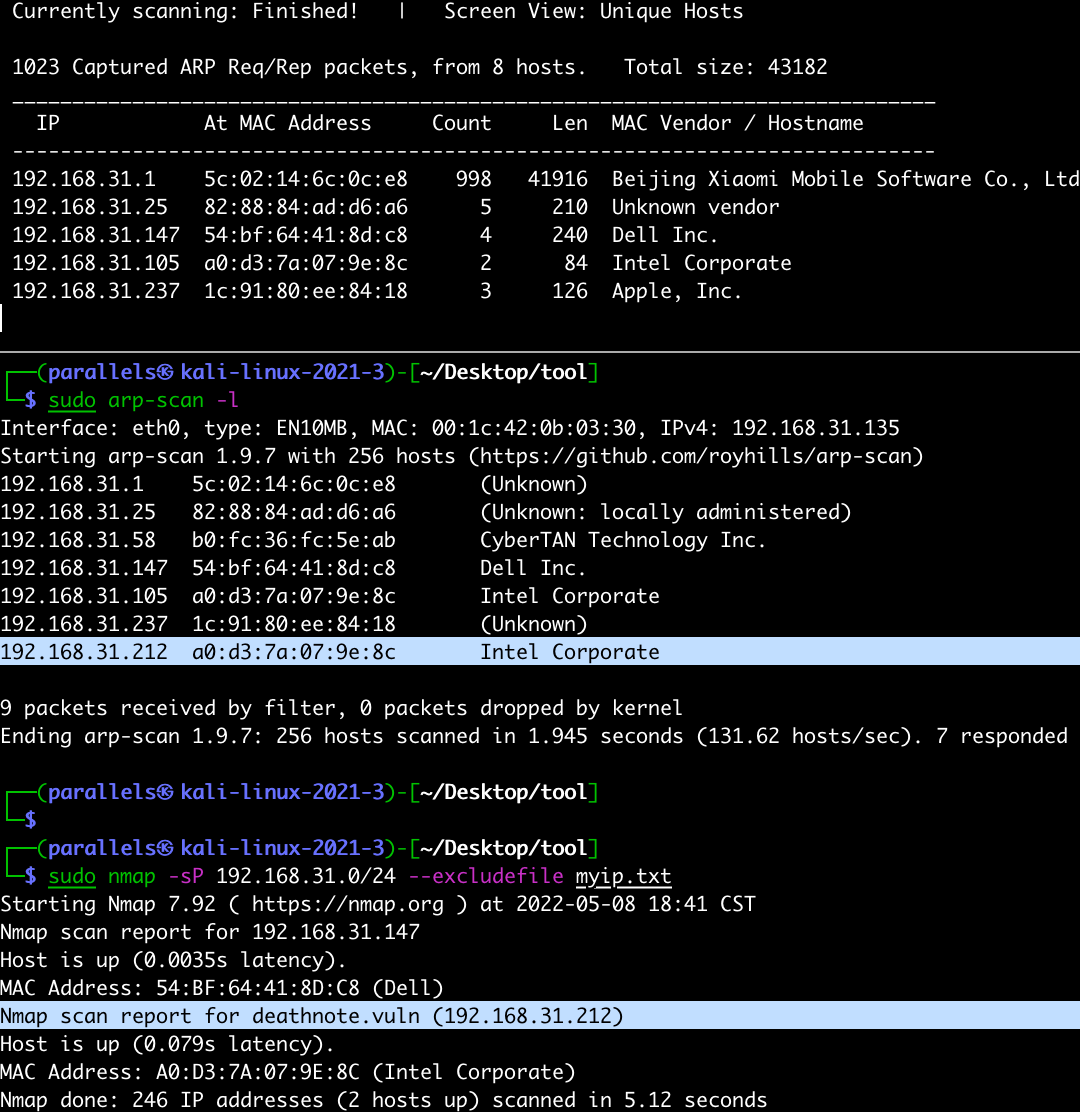 Currently scanning: Finished!   |   Screen View: Unique Hosts
1023 Captured ARP Req/Rep packets, from 8 hosts.   Total size: 43182
_____________________________________________________________________________
IP            At MAC Address     Count     Len  MAC Vendor / Hostname
-----------------------------------------------------------------------------
192.168.31.1    5c:02:14:6c:0c:e8    998   41916  Beijing Xiaomi Mobile Software Co., Ltd
192.168.31.25   82:88:84:ad:d6:a6      5     210  Unknown vendor
192.168.31.147  54:bf:64:41:8d:c8      4     240  Dell Inc.
192.168.31.105  a0:d3:7a:07:9e:8c      2      84  Intel Corporate
192.168.31.237  1c:91:80:ee:84:18      3     126  Apple, Inc.
┌──(parallels㉿kali-linux-2021-3)-[~/Desktop/tool]
└─$ sudo arp-scan -l
Interface: eth0, type: EN10MB, MAC: 00:1c:42:0b:03:30, IPv4: 192.168.31.135
Starting arp-scan 1.9.7 with 256 hosts (https://github.com/royhills/arp-scan)
192.168.31.1    5c:02:14:6c:0c:e8       (Unknown)
192.168.31.25   82:88:84:ad:d6:a6       (Unknown: locally administered)
192.168.31.58   b0:fc:36:fc:5e:ab       CyberTAN Technology Inc.
192.168.31.147  54:bf:64:41:8d:c8       Dell Inc.
192.168.31.105  a0:d3:7a:07:9e:8c       Intel Corporate
192.168.31.237  1c:91:80:ee:84:18       (Unknown)
192.168.31.212  a0:d3:7a:07:9e:8c       Intel Corporate
9 packets received by filter, 0 packets dropped by kernel
Ending arp-scan 1.9.7: 256 hosts scanned in 1.945 seconds (131.62 hosts/sec). 7 responded
┌──(parallels㉿kali-linux-2021-3)-[~/Desktop/tool]
└─$
┌──(parallels㉿kali-linux-2021-3)-[~/Desktop/tool]
└─$ sudo nmap -sP 192.168.31.0/24 --excludefile myip.txt
Starting Nmap 7.92 ( https://nmap.org ) at 2022-05-08 18:41 CST
Nmap scan report for 192.168.31.147
Host is up (0.0035s latency).
MAC Address: 54:BF:64:41:8D:C8 (Dell)
Nmap scan report for deathnote.vuln (192.168.31.212)
Host is up (0.079s latency).
MAC Address: A0:D3:7A:07:9E:8C (Intel Corporate)
Nmap done: 246 IP addresses (2 hosts up) scanned in 5.12 seconds